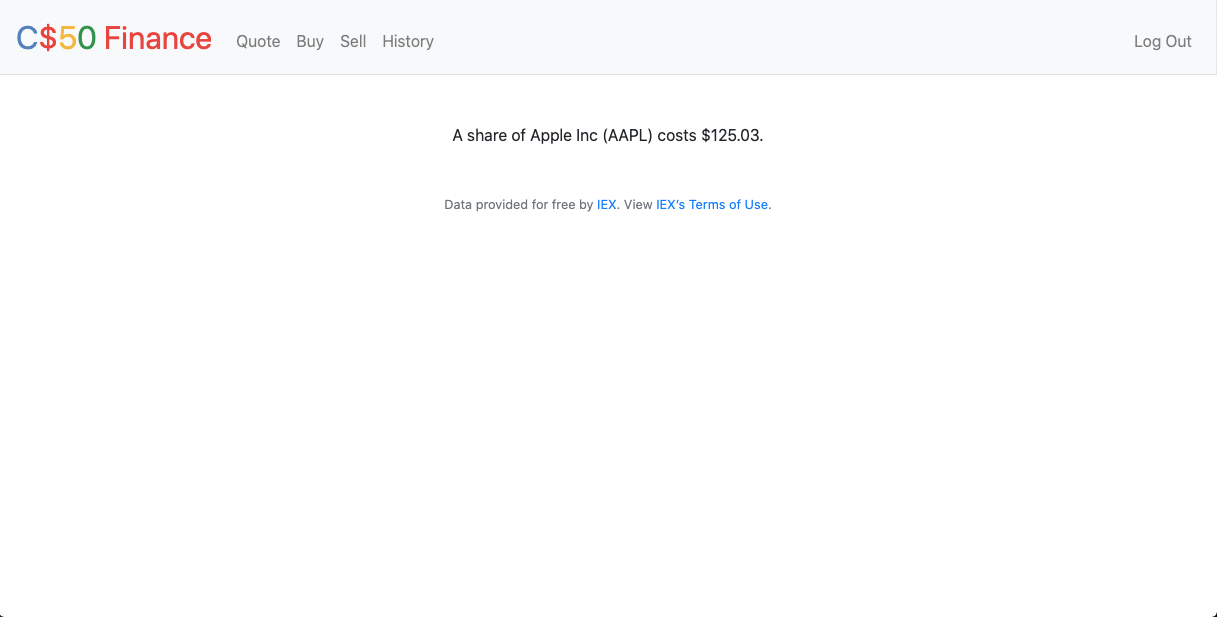 C$50 Finance Quote Buy Sell History Log Out
A share of Apple Inc (AAPL) costs $125.03.
Data provided for free by IEX. View IEX’s Terms of Use.